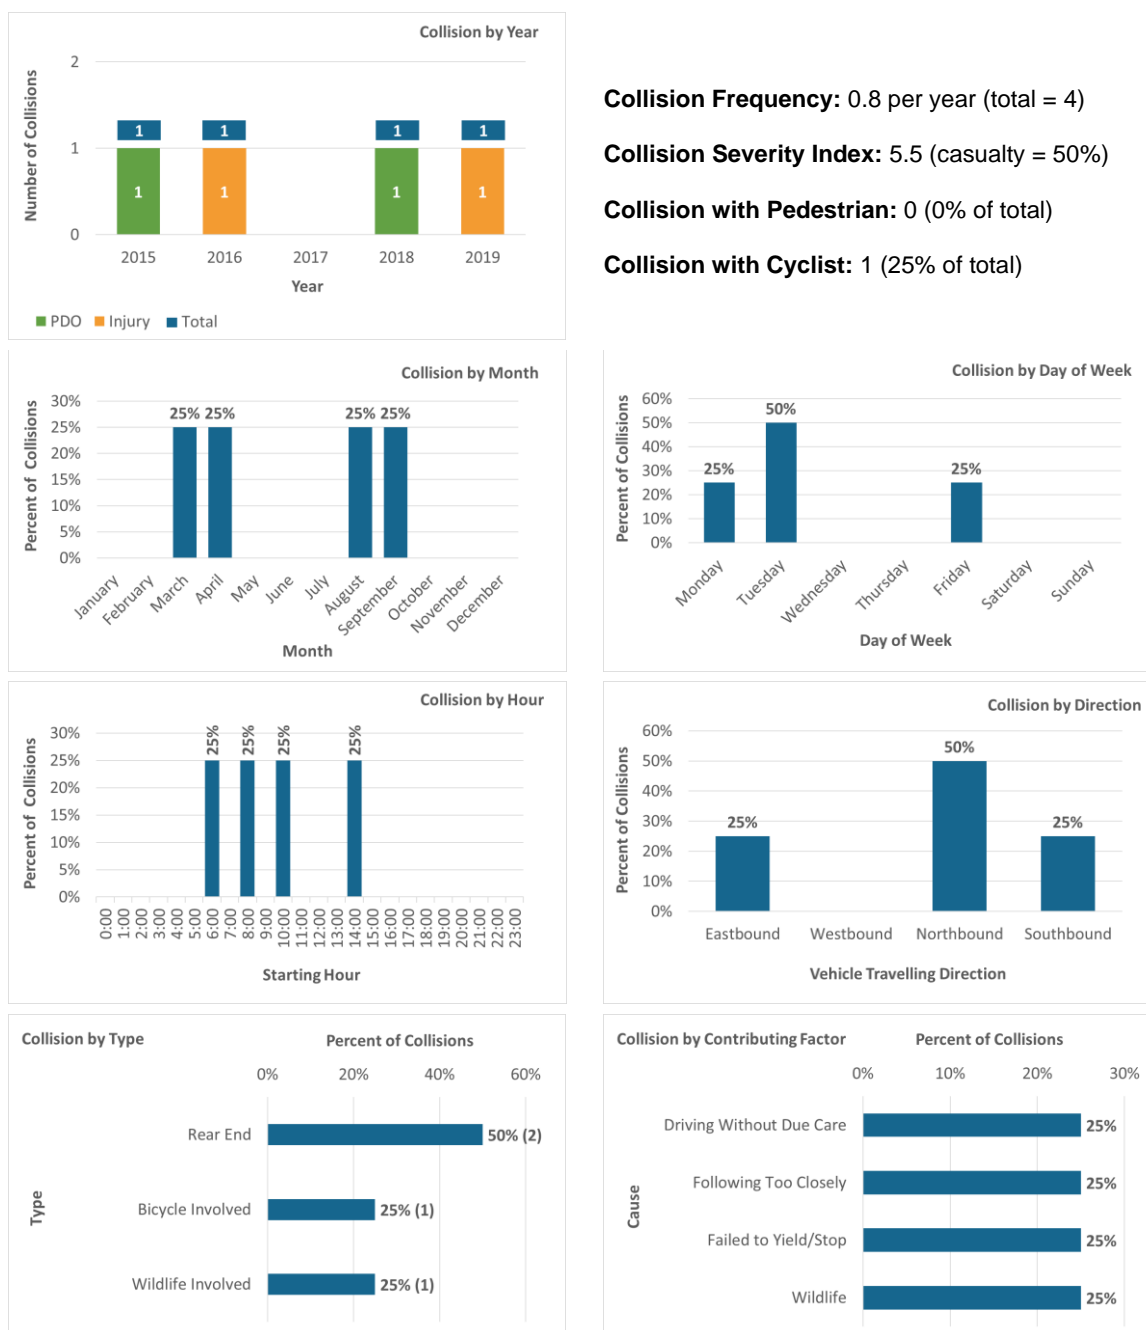 Collision by Year
Number of Collisions
2
1
0
1
1
1
1
1
1
1
1
2015
2016
2017
2018
2019
Year
PDO
Injury
Total
Collision Frequency: 0.8 per year (total = 4)
Collision Severity Index: 5.5 (casualty = 50%)
Collision with Pedestrian: 0 (0% of total)
Collision with Cyclist: 1 (25% of total)
Collision by Month
Percent of Collisions
30%
25%
20%
15%
10%
5%
0%
25%
25%
25%
25%
January
February
March
April
May
June
July
August
September
October
November
December
Month
Collision by Day of Week
Percent of Collisions
60%
50%
40%
30%
20%
10%
0%
25%
50%
25%
Monday
Tuesday
Wednesday
Thursday
Friday
Saturday
Sunday
Day of Week
Collision by Hour
Percent of Collisions
30%
25%
20%
15%
10%
5%
0%
25%
25%
25%
25%
0:00
1:00
2:00
3:00
4:00
5:00
6:00
7:00
8:00
9:00
10:00
11:00
12:00
13:00
14:00
15:00
16:00
17:00
18:00
19:00
20:00
21:00
22:00
23:00
Starting Hour
Collision by Direction
Percent of Collisions
60%
50%
40%
30%
20%
10%
0%
25%
50%
25%
Eastbound
Westbound
Northbound
Southbound
Vehicle Travelling Direction
Collision by Type
Percent of Collisions
0%
20%
40%
60%
Type
Rear End
50% (2)
Bicycle Involved
25% (1)
Wildlife Involved
25% (1)
Collision by Contributing Factor
Percent of Collisions
0%
10%
20%
30%
Cause
Driving Without Due Care
25%
Following Too Closely
25%
Failed to Yield/Stop
25%
Wildlife
25%